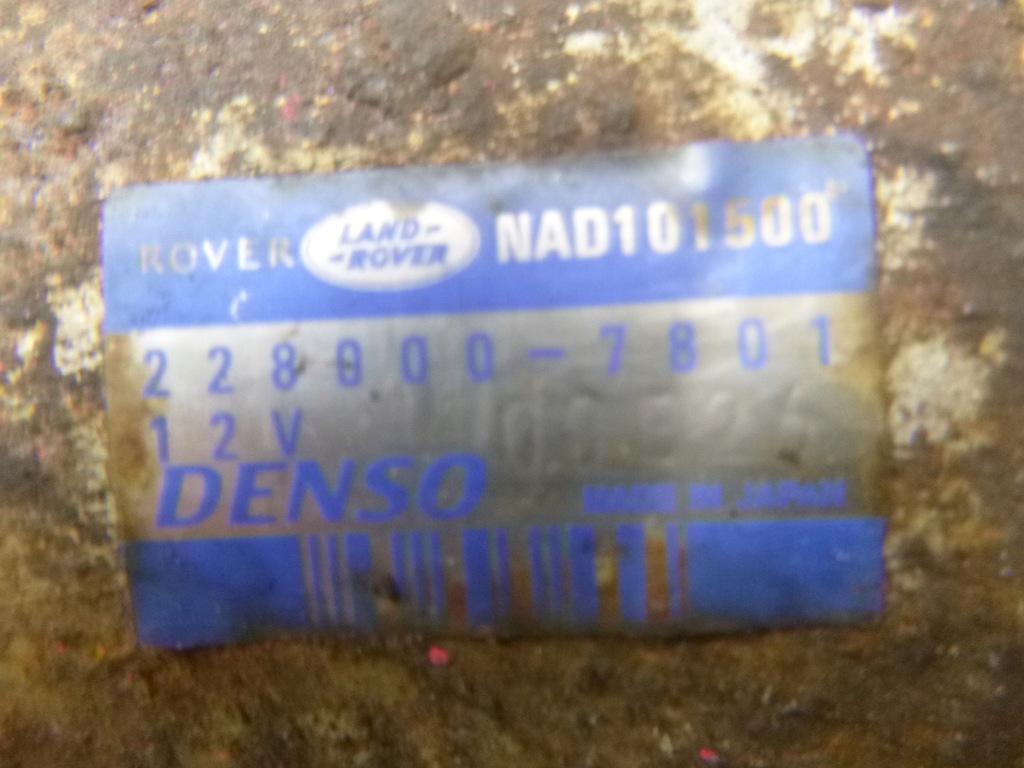 ROVER LAND-ROVER NAD101500
228000-7801
12V
DENSO MADE IN JAPAN